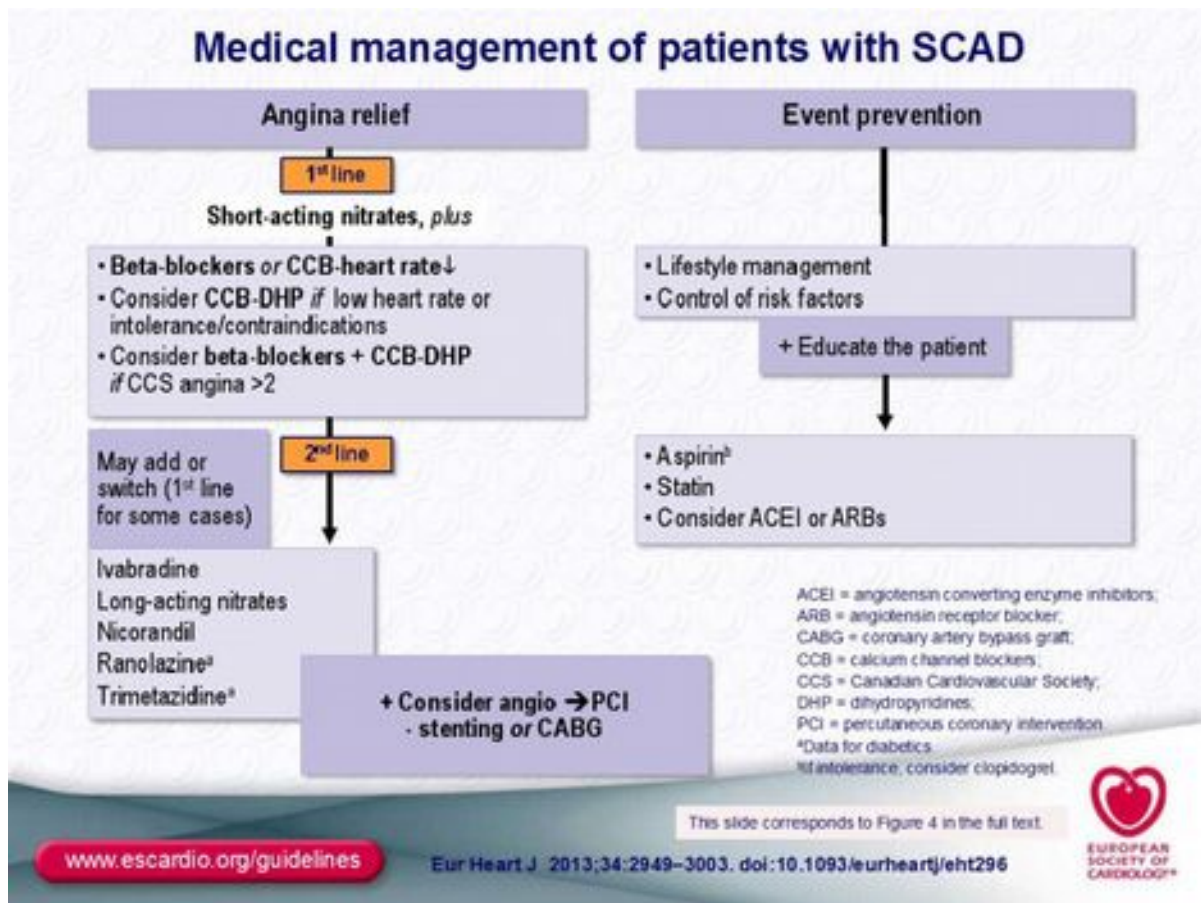 Medical management of patients with SCAD
Angina relief
1st line
Short-acting nitrates, plus
• Beta-blockers or CCB-heart rate↓
• Consider CCB-DHP if low heart rate or
intolerance/contraindications
• Consider beta-blockers + CCB-DHP
if CCS angina >2
2nd line
May add or
switch (1st line
for some cases)
Ivabradine
Long-acting nitrates
Nicorandil
Ranolazineª
Trimetazidineª
+ Consider angio → PCI
- stenting or CABG
Event prevention
• Lifestyle management
• Control of risk factors
+ Educate the patient
• Aspirinᵇ
• Statin
• Consider ACEI or ARBs
ACEI = angiotensin converting enzyme inhibitors;
ARB = angiotensin receptor blocker;
CABG = coronary artery bypass graft;
CCB = calcium channel blockers;
CCS = Canadian Cardiovascular Society;
DHP = dihydropyridines;
PCI = percutaneous coronary intervention
ªData for diabetics
ᵇif intolerance, consider clopidogrel.
This slide corresponds to Figure 4 in the full text.
www.escardio.org/guidelines
Eur Heart J 2013;34:2949–3003. doi:10.1093/eurheartj/eht296
EUROPEAN
SOCIETY OF
CARDIOLOGY®